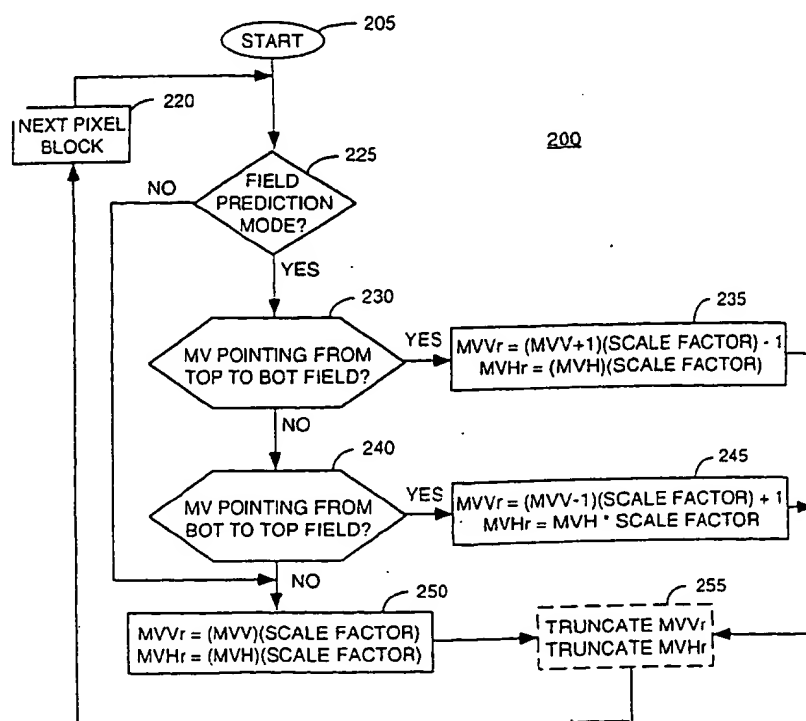 START
205
220
NEXT PIXEL
BLOCK
200
225
FIELD
PREDICTION
MODE?
NO
YES
230
MV POINTING FROM
TOP TO BOT FIELD?
YES
235
MVVr = (MVV+1)(SCALE FACTOR) - 1
MVHr = (MVH)(SCALE FACTOR)
NO
240
MV POINTING FROM
BOT TO TOP FIELD?
YES
245
MVVr = (MVV-1)(SCALE FACTOR) + 1
MVHr = MVH * SCALE FACTOR
NO
250
MVVr = (MVV)(SCALE FACTOR)
MVHr = (MVH)(SCALE FACTOR)
255
TRUNCATE MVVr
TRUNCATE MVHr